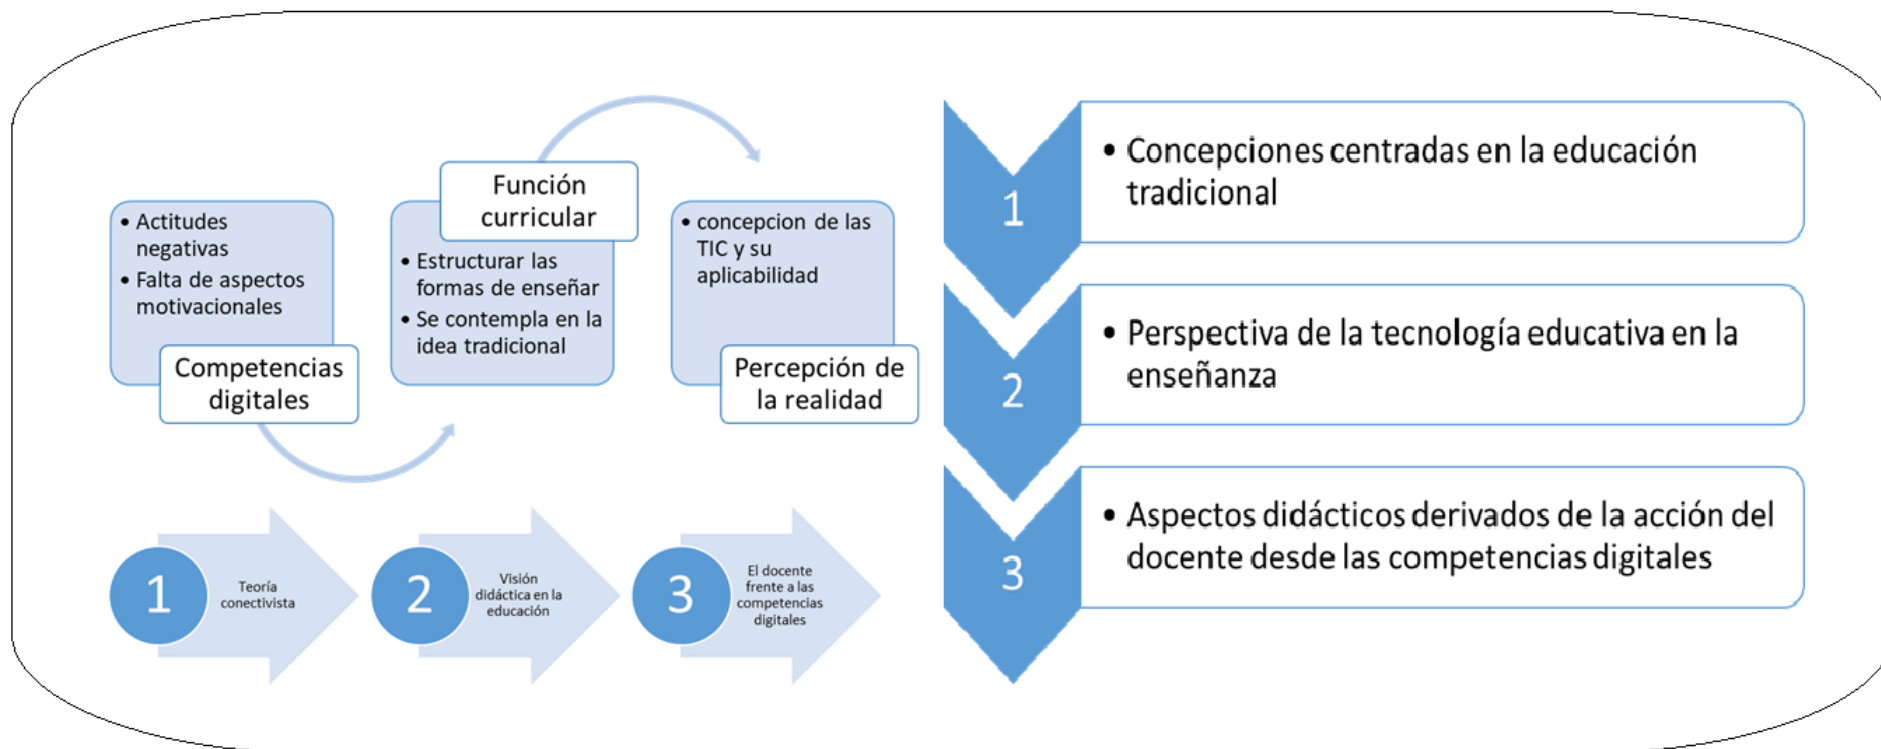 • Actitudes
negativas
• Falta de aspectos
motivacionales
Competencias
digitales
Función
curricular
• Estructurar las
formas de enseñar
• Se contempla en la
idea tradicional
• concepcion de las
TIC y su
aplicabilidad
Percepción de
la realidad
1
Teoría
conectivista
2
Visión
didáctica en la
educación
3
El docente
frente a las
competencias
digitales
1
• Concepciones centradas en la educación
tradicional
2
• Perspectiva de la tecnología educativa en la
enseñanza
3
• Aspectos didácticos derivados de la acción del
docente desde las competencias digitales